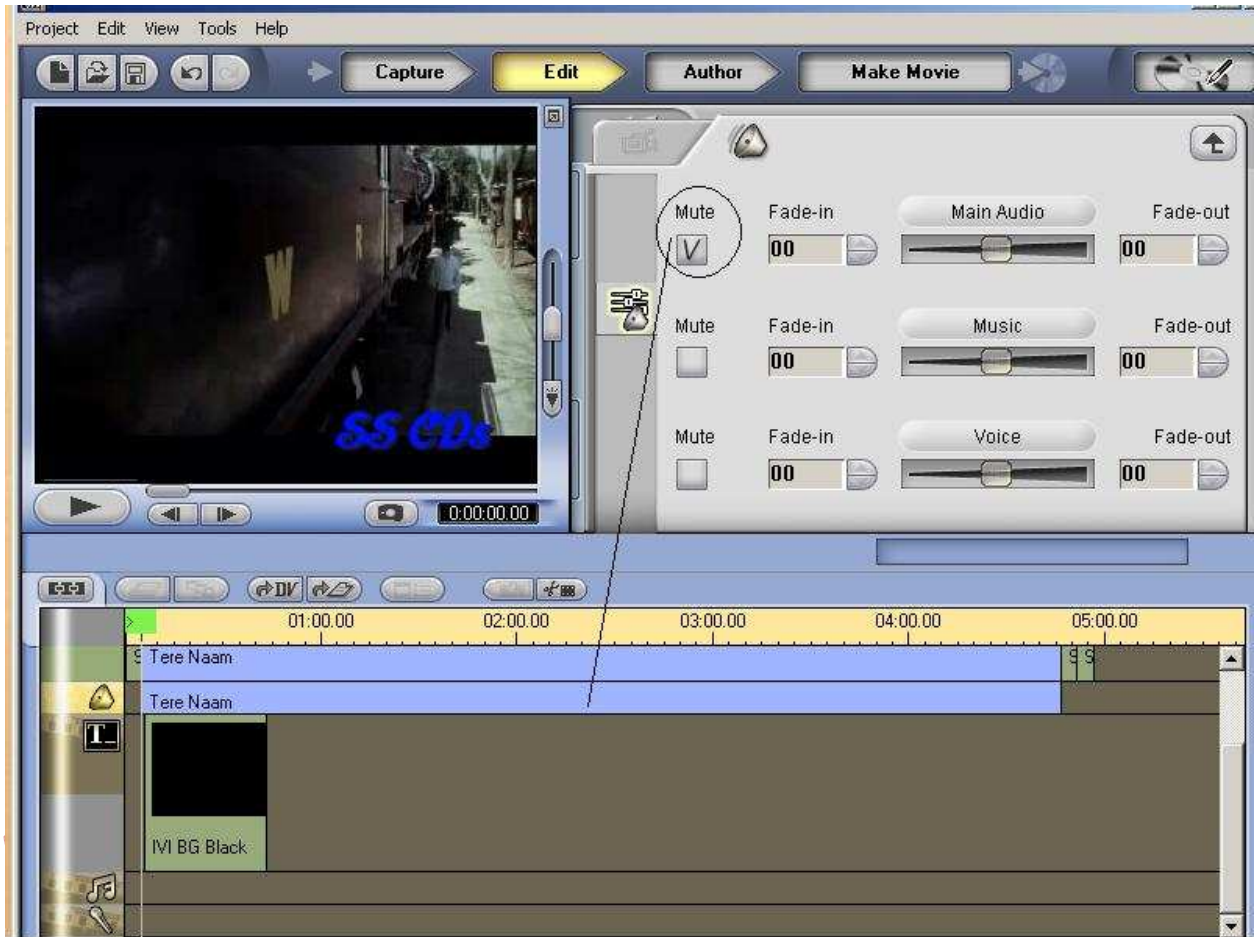 Project Edit View Tools Help
Capture Edit Author Make Movie
W R
SS CDs
Mute Fade-in Main Audio Fade-out
V 00 00
Mute Fade-in Music Fade-out
00 00
Mute Fade-in Voice Fade-out
00 00
0:00:00.00
DV
01:00.00 02:00.00 03:00.00 04:00.00 05:00.00
S Tere Naam S S
Tere Naam
T_
IVI BG Black